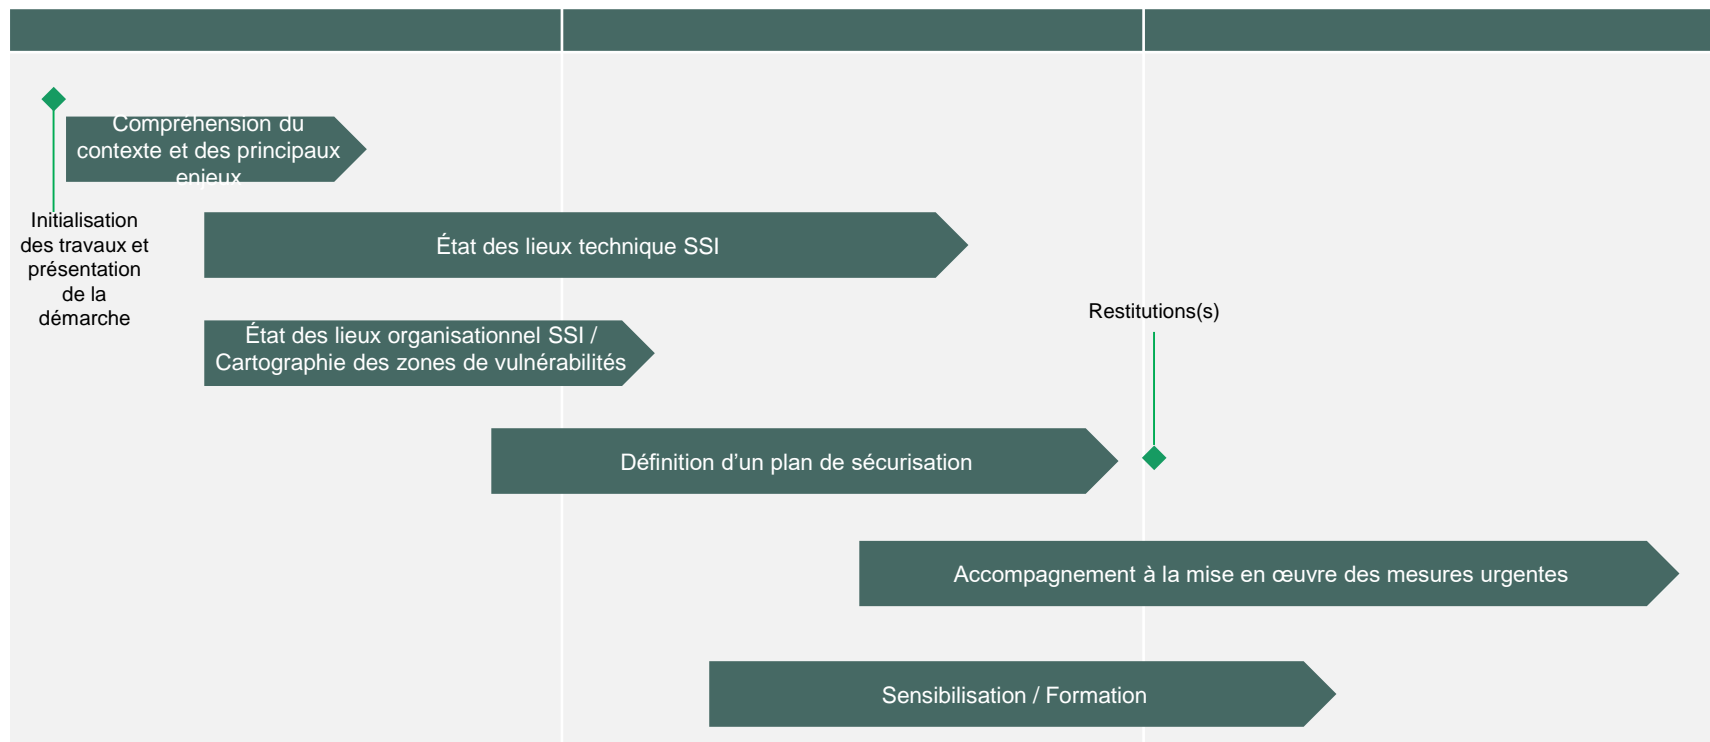 Compréhension du
contexte et des principaux
enjeux
Initialisation
des travaux et
présentation
de la
démarche
État des lieux technique SSI
Restitutions(s)
État des lieux organisationnel SSI /
Cartographie des zones de vulnérabilités
Définition d’un plan de sécurisation
Accompagnement à la mise en œuvre des mesures urgentes
Sensibilisation / Formation